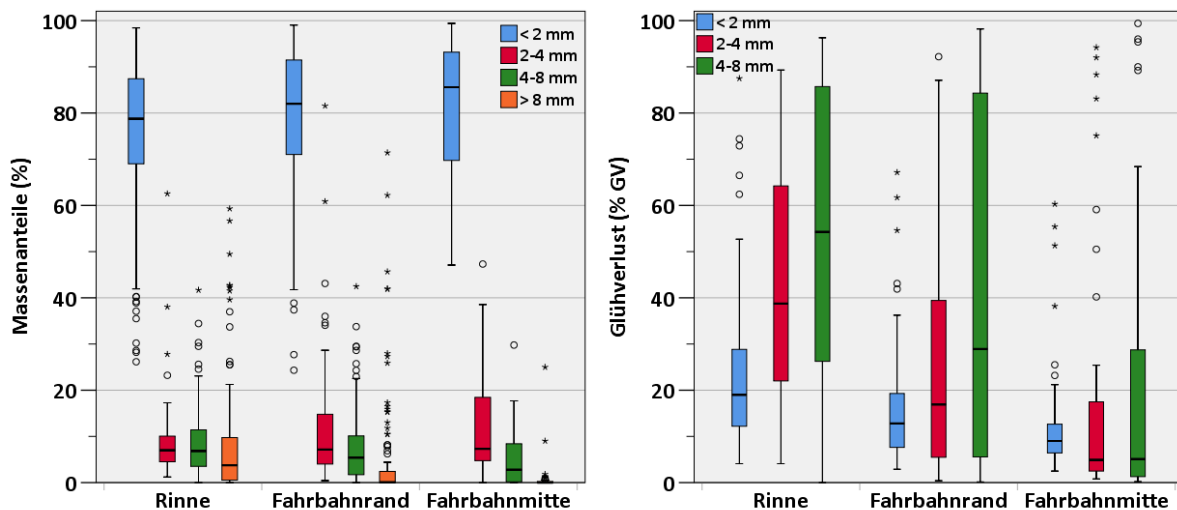 Massenanteile (%)
100
80
60
40
20
0
< 2 mm
2-4 mm
4-8 mm
> 8 mm
Rinne
Fahrbahnrand
Fahrbahnmitte
Glühverlust (% GV)
100
80
60
40
20
0
< 2 mm
2-4 mm
4-8 mm
Rinne
Fahrbahnrand
Fahrbahnmitte